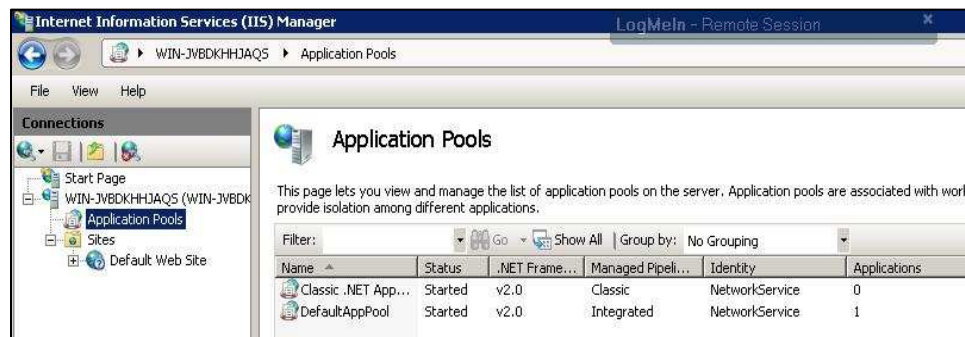 Internet Information Services (IIS) Manager
LogMeIn - Remote Session
WIN-JVBDKHHJAQS ▸ Application Pools
File View Help
Connections
Start Page
WIN-JVBDKHHJAQS (WIN-JVBDK
Application Pools
Sites
Default Web Site
Application Pools
This page lets you view and manage the list of application pools on the server. Application pools are associated with wor
provide isolation among different applications.
Filter: Go Show All Group by: No Grouping
Name Status .NET Frame... Managed Pipeli... Identity Applications
Classic .NET App... Started v2.0 Classic NetworkService 0
DefaultAppPool Started v2.0 Integrated NetworkService 1